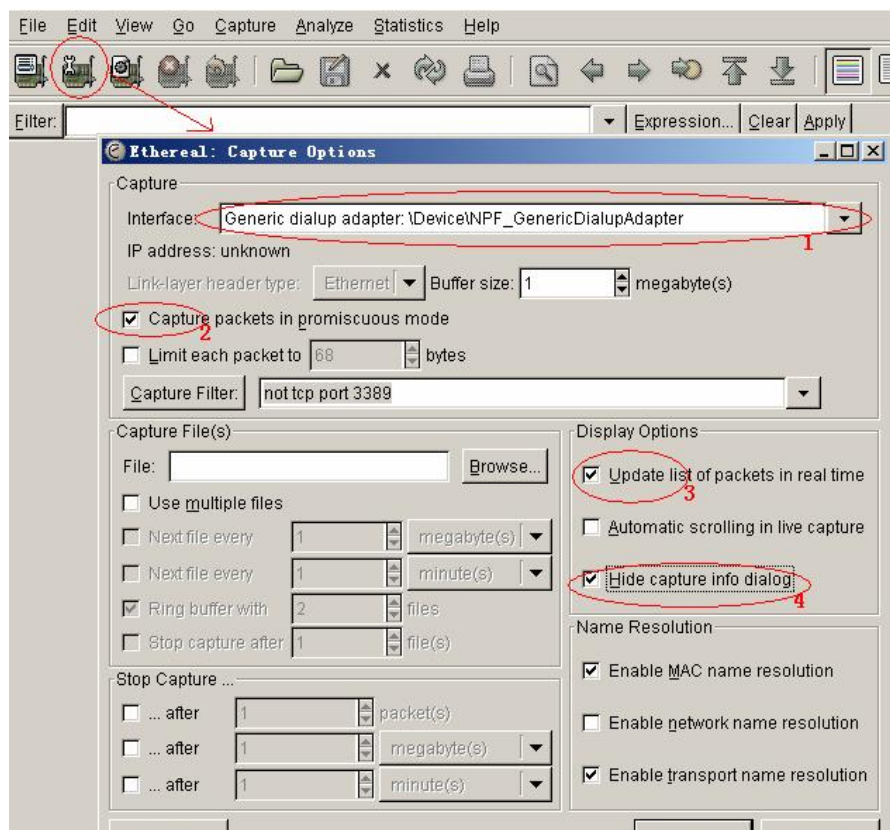 File Edit View Go Capture Analyze Statistics Help
Filter: Expression... Clear Apply
Ethereal: Capture Options
Capture
Interface: Generic dialup adapter: \Device\NPF_GenericDialupAdapter
1
IP address: unknown
Link-layer header type: Ethernet Buffer size: 1 megabyte(s)
Capture packets in promiscuous mode
2
Limit each packet to 68 bytes
Capture Filter: not tcp port 3389
Capture File(s)
File: Browse...
Use multiple files
Next file every 1 megabyte(s)
Next file every 1 minute(s)
Ring buffer with 2 files
Stop capture after 1 file(s)
Stop Capture ...
... after 1 packet(s)
... after 1 megabyte(s)
... after 1 minute(s)
Display Options
Update list of packets in real time
3
Automatic scrolling in live capture
Hide capture info dialog
4
Name Resolution
Enable MAC name resolution
Enable network name resolution
Enable transport name resolution